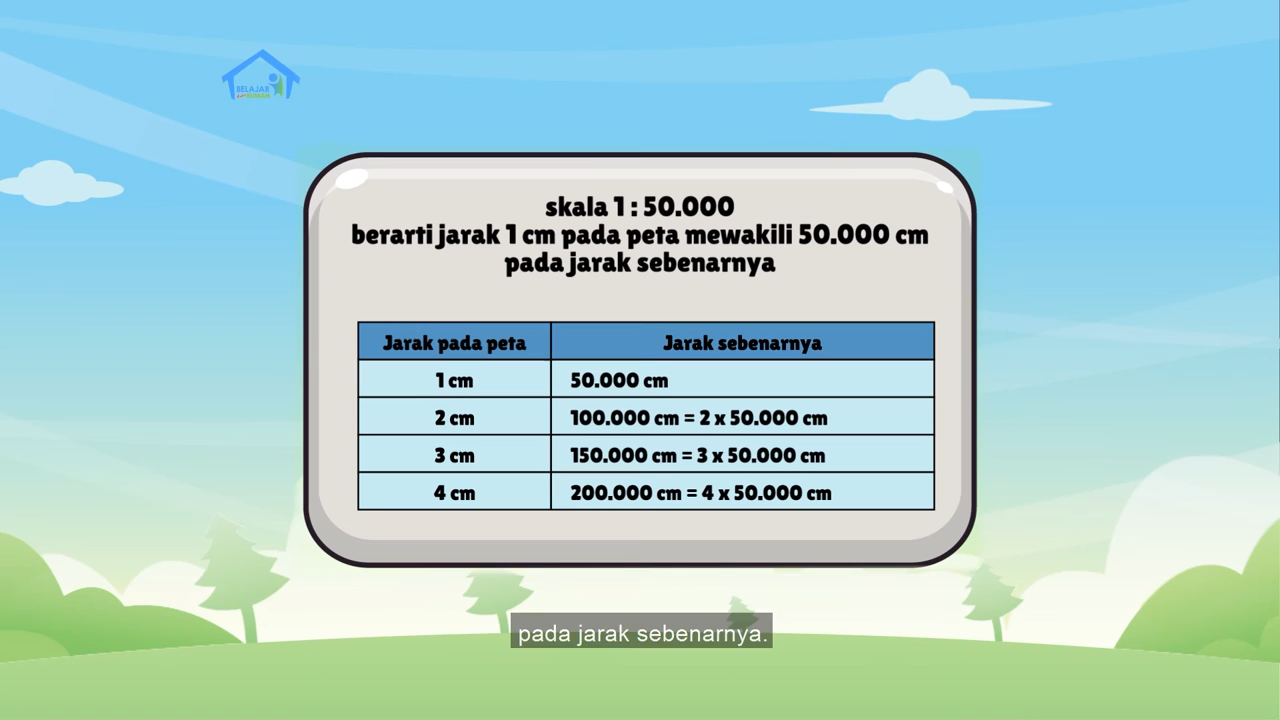 BELAJAR
dari RUMAH
skala 1 : 50.000
berarti jarak 1 cm pada peta mewakili 50.000 cm
pada jarak sebenarnya
Jarak pada peta Jarak sebenarnya
1 cm 50.000 cm
2 cm 100.000 cm = 2 x 50.000 cm
3 cm 150.000 cm = 3 x 50.000 cm
4 cm 200.000 cm = 4 x 50.000 cm
pada jarak sebenarnya.